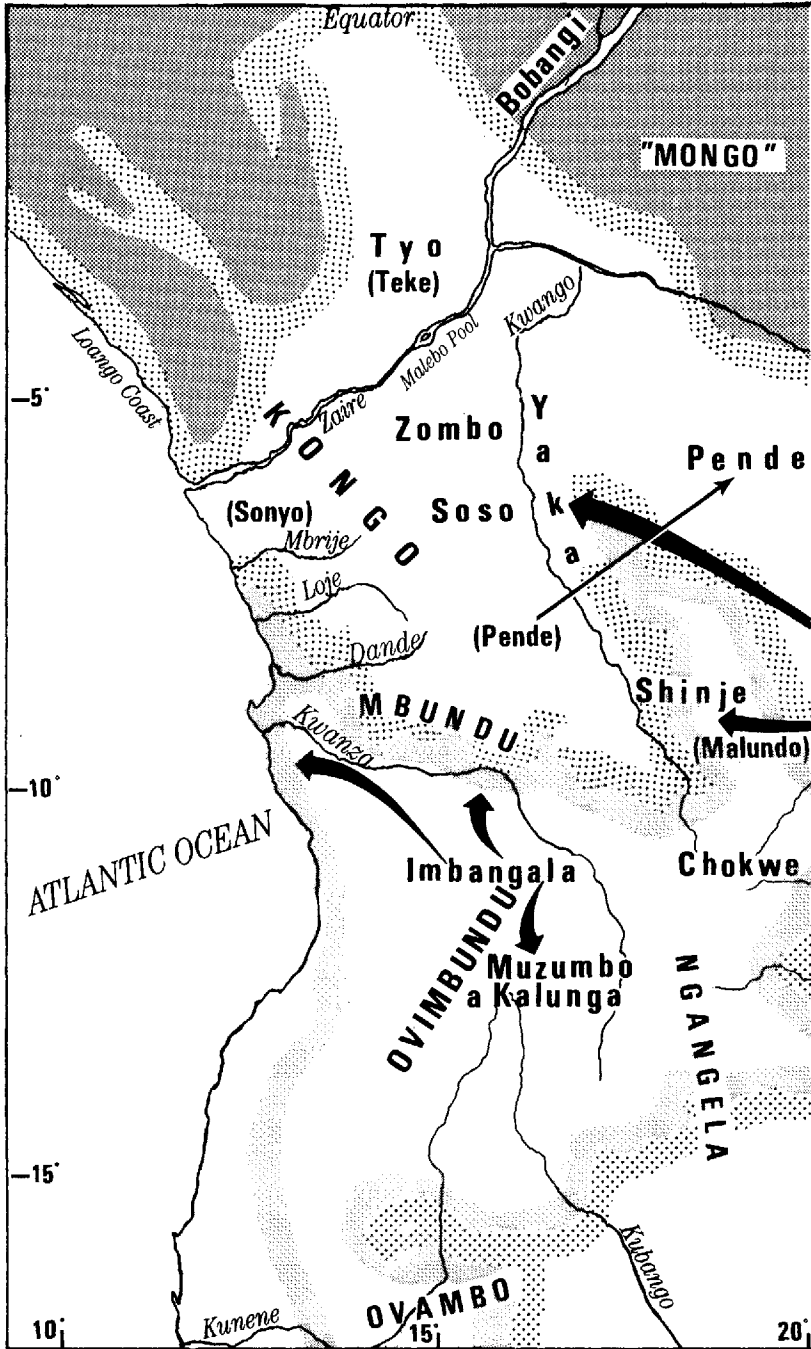 Equator
Bobangi
"MONGO"
Tyo
(Teke)
Kwango
Malebo Pool
Loango Coast
Zaire
—5°
KONGO
Zombo
Yaka
Pende
(Sonyo)
Soso
Mbrije
Loje
(Pende)
Dande
Shinje
MBUNDU
(Malundo)
Kwanza
—10°
ATLANTIC OCEAN
Imbangala
Chokwe
OVIMBUNDU
Muzumbo
a Kalunga
NGANGELA
—15°
Kubango
OVAMBO
Kunene
10°
15°
20°